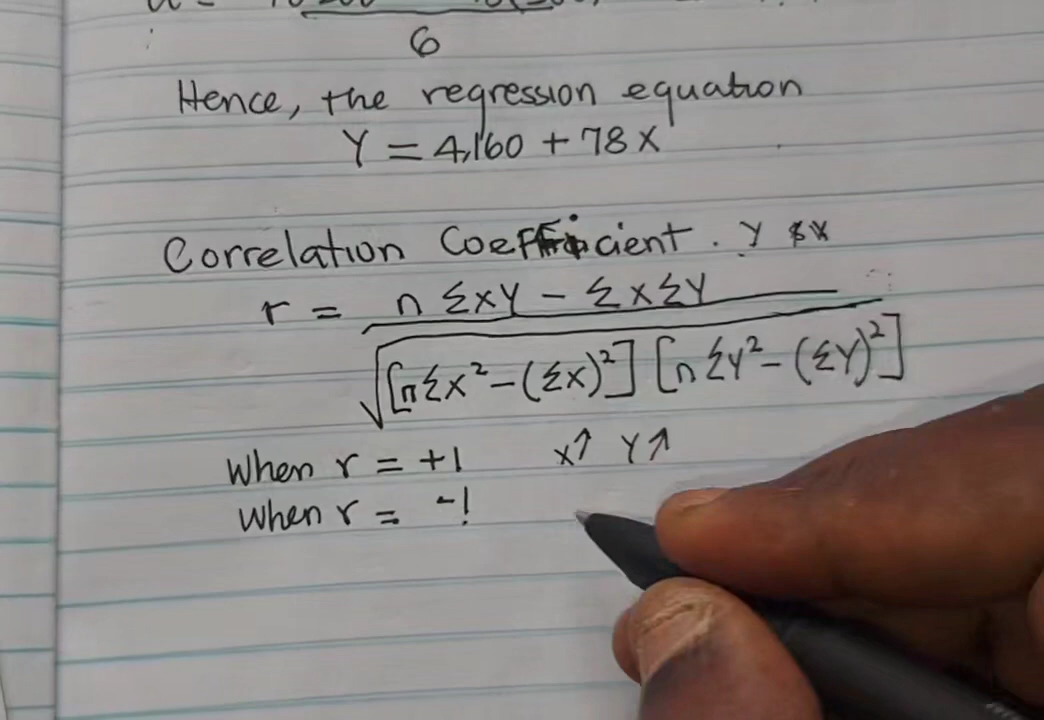 6
Hence, the regression equation
Y = 4,160 + 78 X
Correlation Coefficient . Y & X
r = n ΣXY - ΣXΣY
√[nΣX² - (ΣX)²] [nΣY² - (ΣY)²]
When r = +1 X↑ Y↑
When r = -!